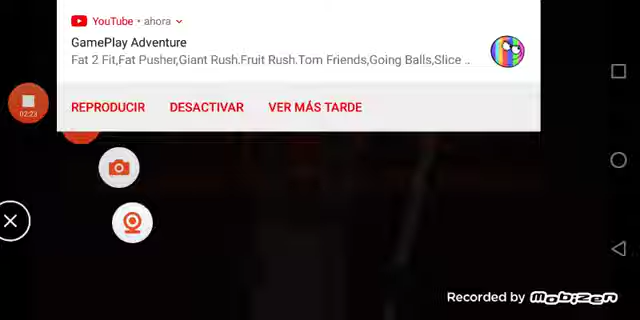 YouTube • ahora
GamePlay Adventure
Fat 2 Fit,Fat Pusher,Giant Rush.Fruit Rush.Tom Friends,Going Balls,Slice ..
REPRODUCIR DESACTIVAR VER MÁS TARDE
02:23
Recorded by Mobizen